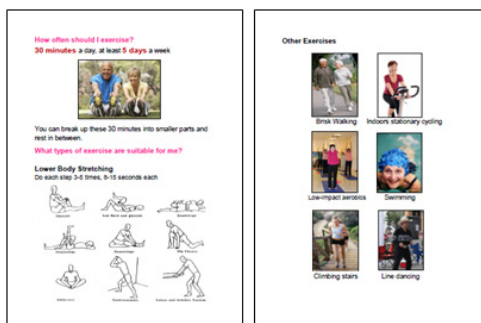 How often should I exercise?
30 minutes a day, at least 5 days a week
You can break up these 30 minutes into smaller parts and
rest in between.
What types of exercise are suitable for me?
Lower Body Stretching
Do each step 3-5 times, 8-15 seconds each
Other Exercises
Brisk Walking
Indoors stationary cycling
Low-impact aerobics
Swimming
Climbing stairs
Line dancing